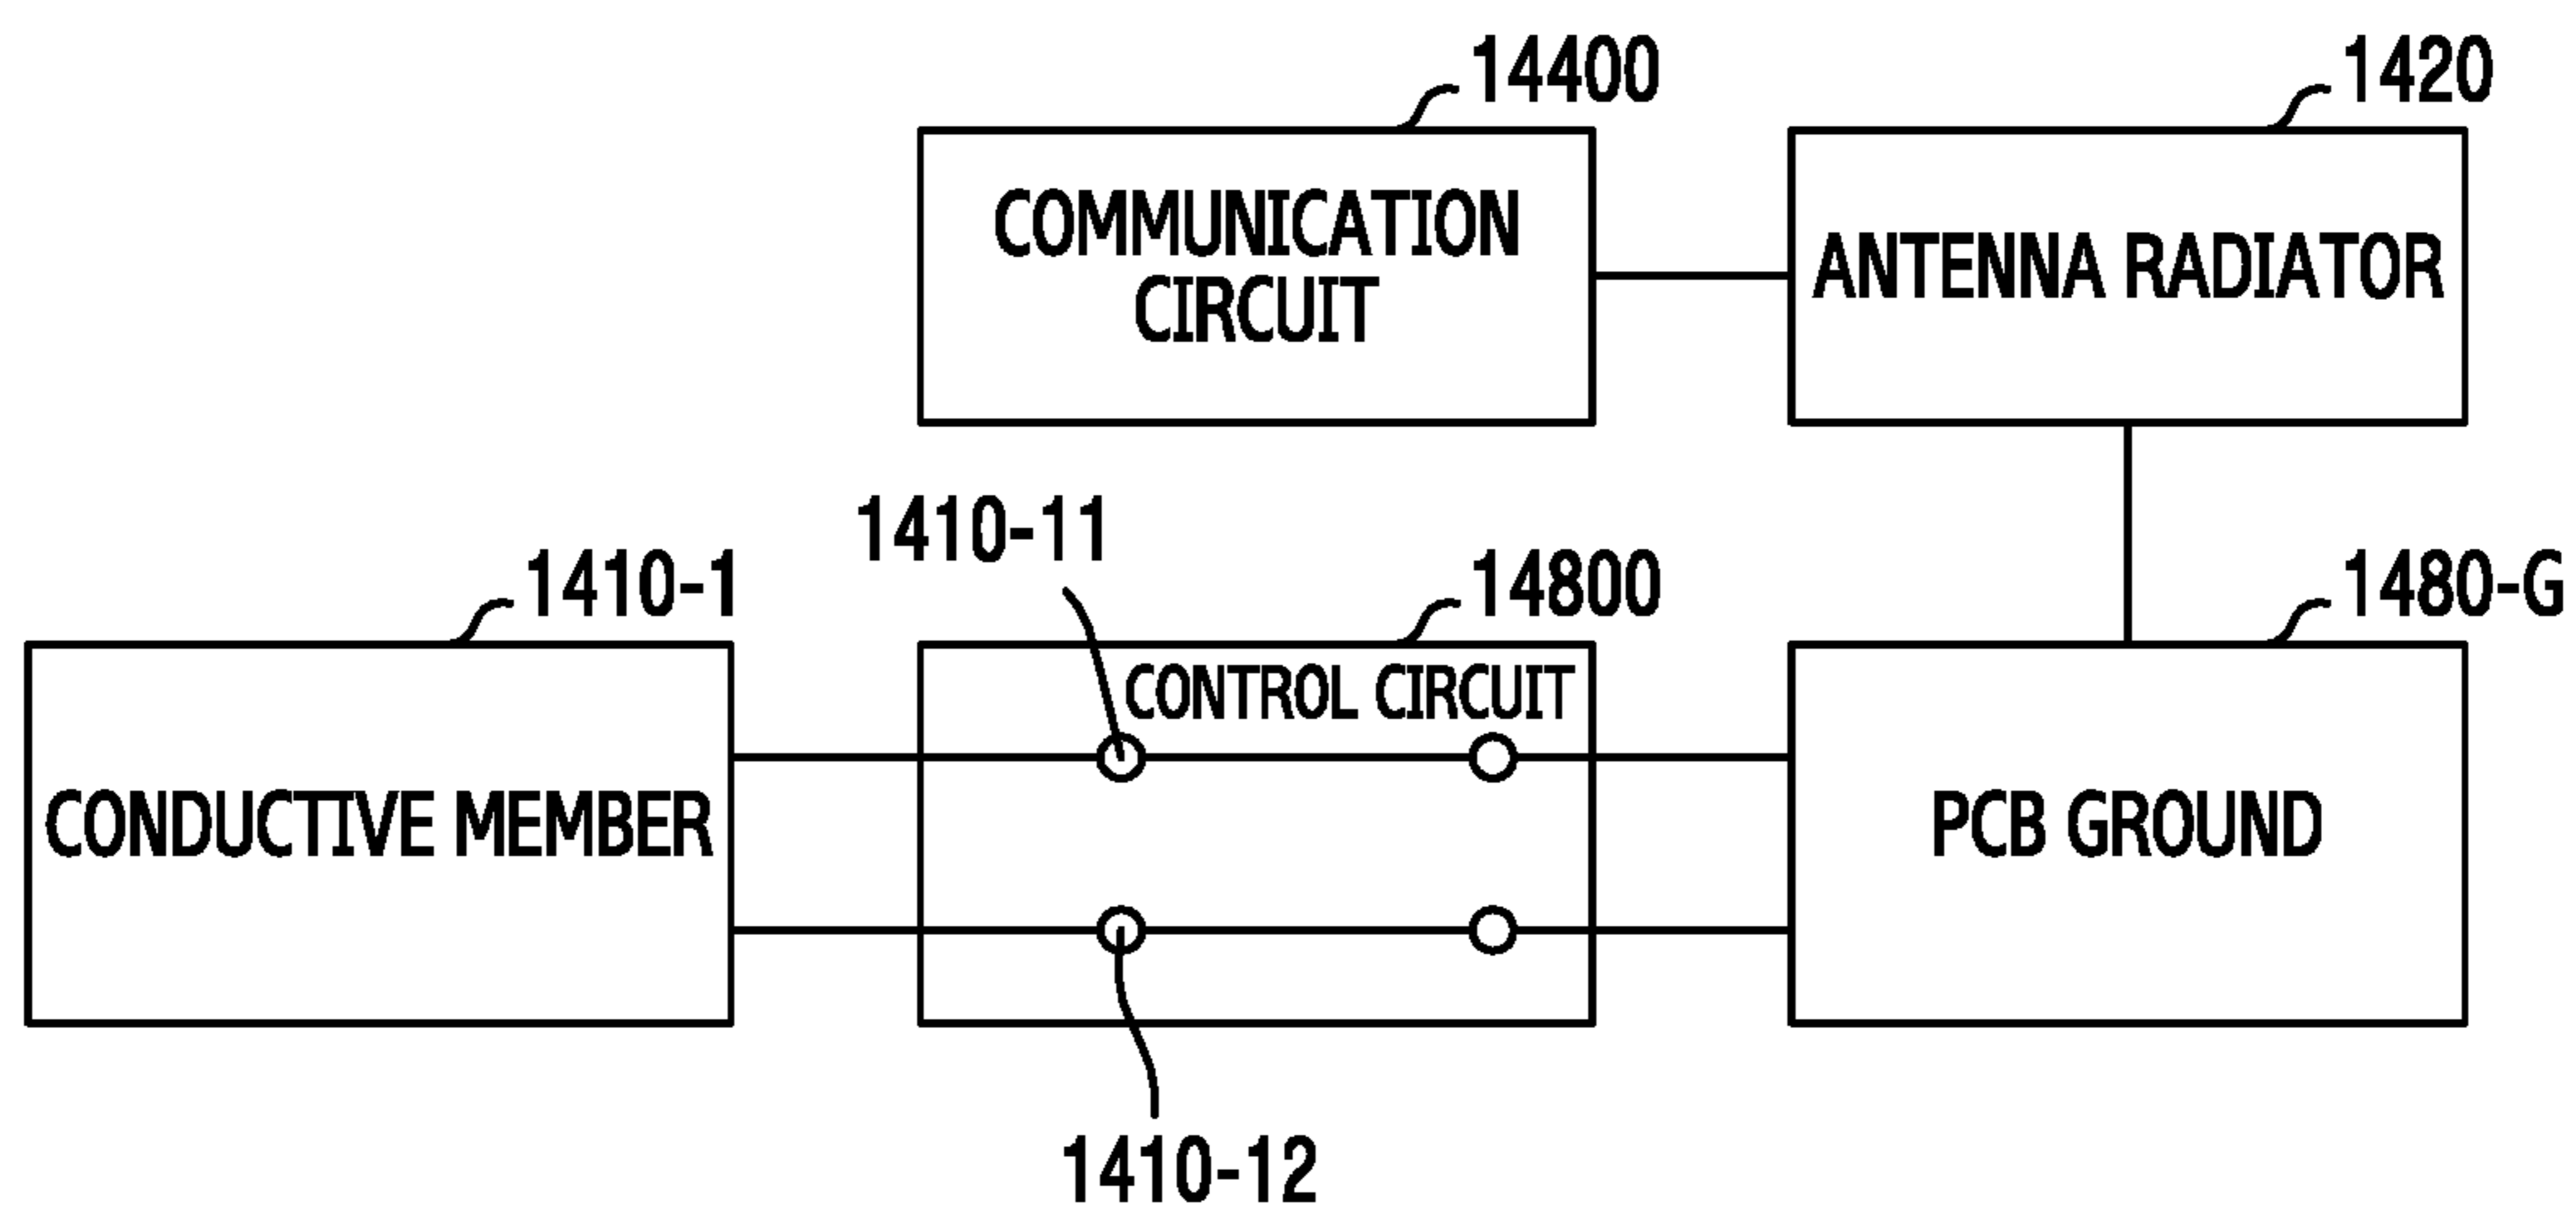 14400
1420
COMMUNICATION
CIRCUIT
ANTENNA RADIATOR
1410-11
1410-1
14800
1480-G
CONTROL CIRCUIT
CONDUCTIVE MEMBER
PCB GROUND
1410-12